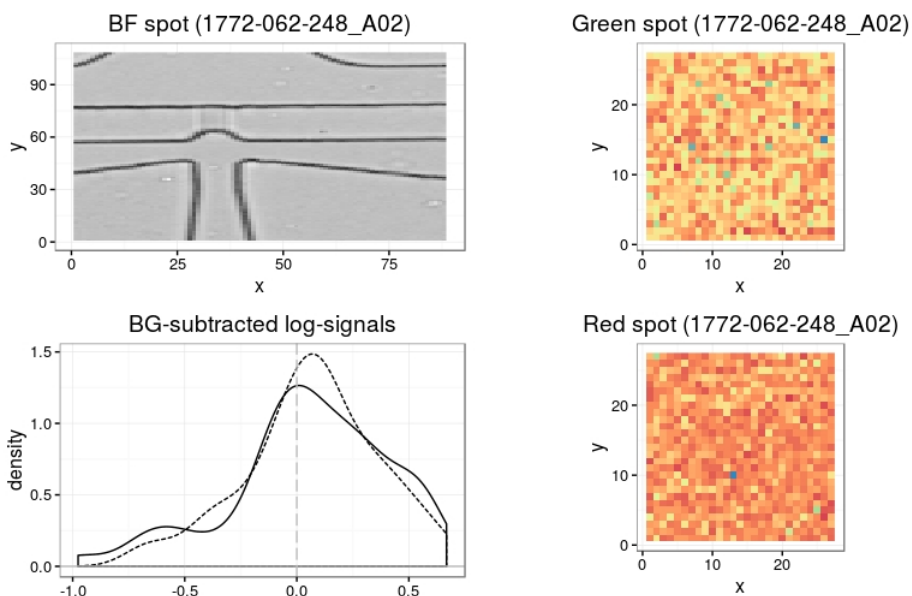 BF spot (1772-062-248_A02)
y
90
60
30
0
0 25 50 75
x
Green spot (1772-062-248_A02)
y
20
10
0
0 10 20
x
BG-subtracted log-signals
density
1.5
1.0
0.5
0.0
-1.0 -0.5 0.0 0.5
Red spot (1772-062-248_A02)
y
20
10
0
0 10 20
x